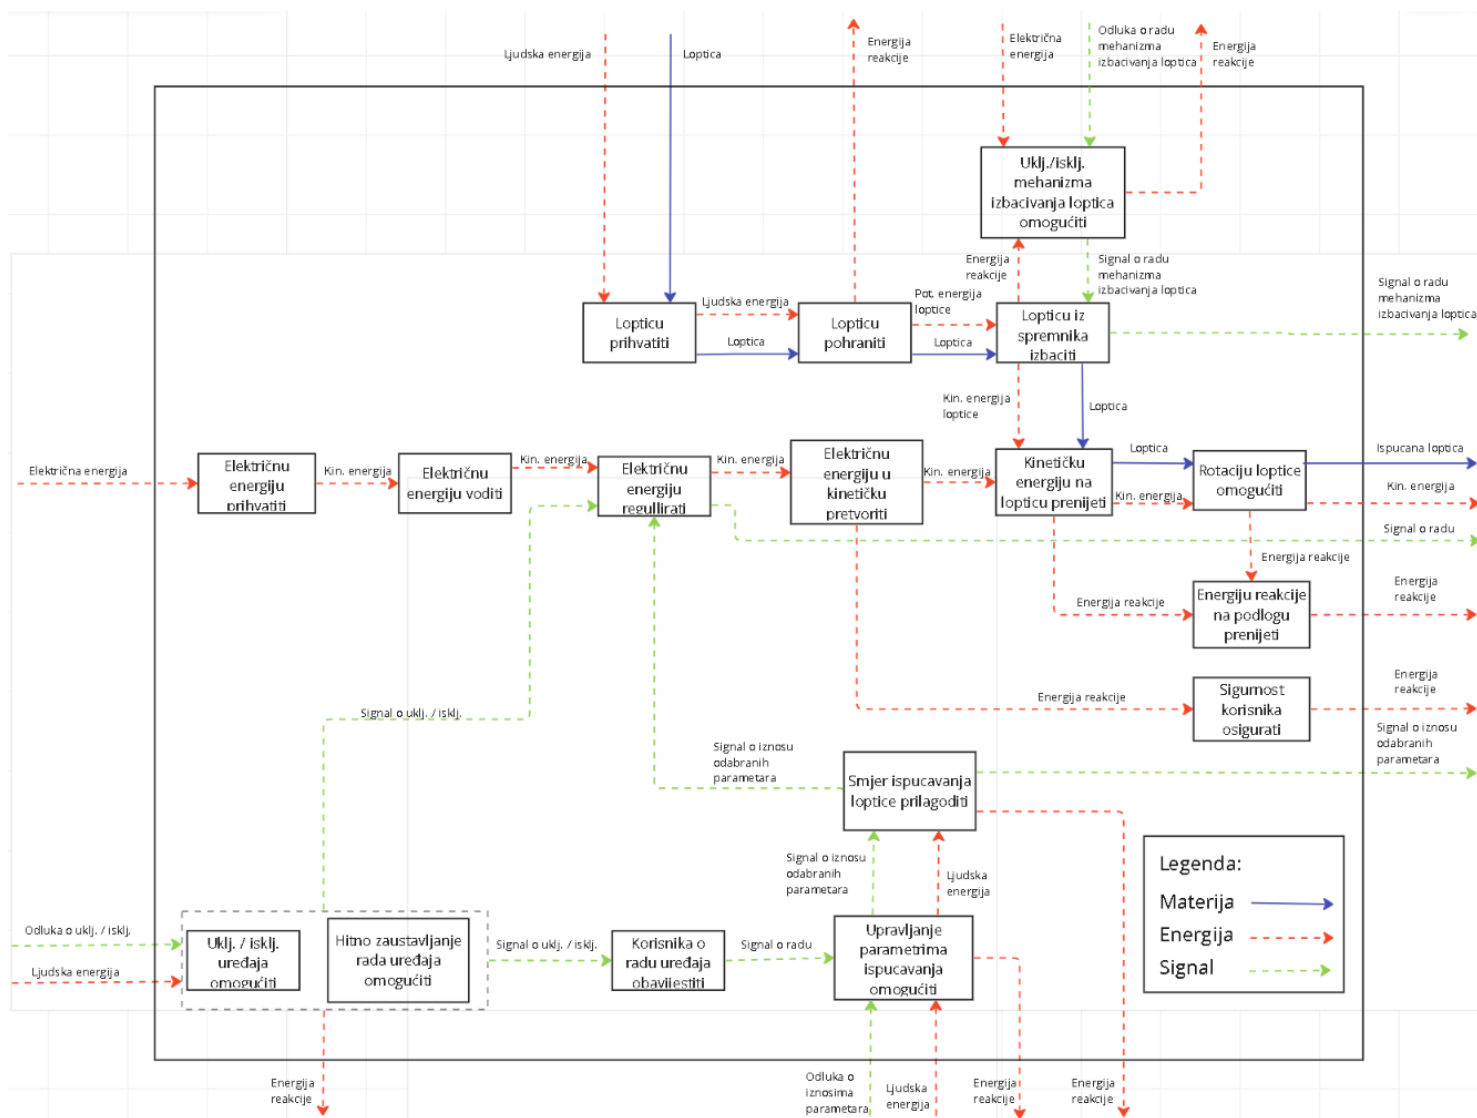 Ljudska energija
Loptica
Energija
reakcije
Električna
energija
Odluka o radu
mehanizma
izbacivanja loptica
Energija
reakcije
Uklj./isklj.
mehanizma
izbacivanja loptica
omogućiti
Energija
reakcije
Signal o radu
mehanizma
izbacivanja loptica
Signal o radu
mehanizma
izbacivanja loptica
Lopticu
prihvatiti
Ljudska energija
Loptica
Lopticu
pohraniti
Pot. energija
loptice
Loptica
Lopticu iz
spremnika
izbaciti
Kin. energija
loptice
Loptica
Električna energija
Električnu
energiju
prihvatiti
Kin. energija
Električnu
energiju voditi
Kin. energija
Električnu
energiju
regullirati
Kin. energija
Električnu
energiju u
kinetičku
pretvoriti
Kin. energija
Kinetičku
energiju na
lopticu prenijeti
Loptica
Kin. energija
Rotaciju loptice
omogućiti
Ispucana loptica
Kin. energija
Signal o radu
Energija reakcije
Energija reakcije
Energiju reakcije
na podlogu
prenijeti
Energija
reakcije
Energija reakcije
Sigurnost
korisnika
osigurati
Energija
reakcije
Signal o uklj. / isklj.
Signal o iznosu
odabranih
parametara
Smjer ispucavanja
loptice prilagoditi
Signal o iznosu
odabranih
parametara
Signal o iznosu
odabranih
parametara
Ljudska
energija
Legenda:
Materija
Energija
Signal
Odluka o uklj. / isklj.
Ljudska energija
Uklj. / isklj.
uređaja
omogućiti
Hitno zaustavljanje
rada uređaja
omogućiti
Signal o uklj. / isklj.
Korisnika o
radu uređaja
obavijestiti
Signal o radu
Upravljanje
parametrima
ispucavanja
omogućiti
Energija
reakcije
Odluka o
iznosima
parametara
Ljudska
energija
Energija
reakcije
Energija
reakcije